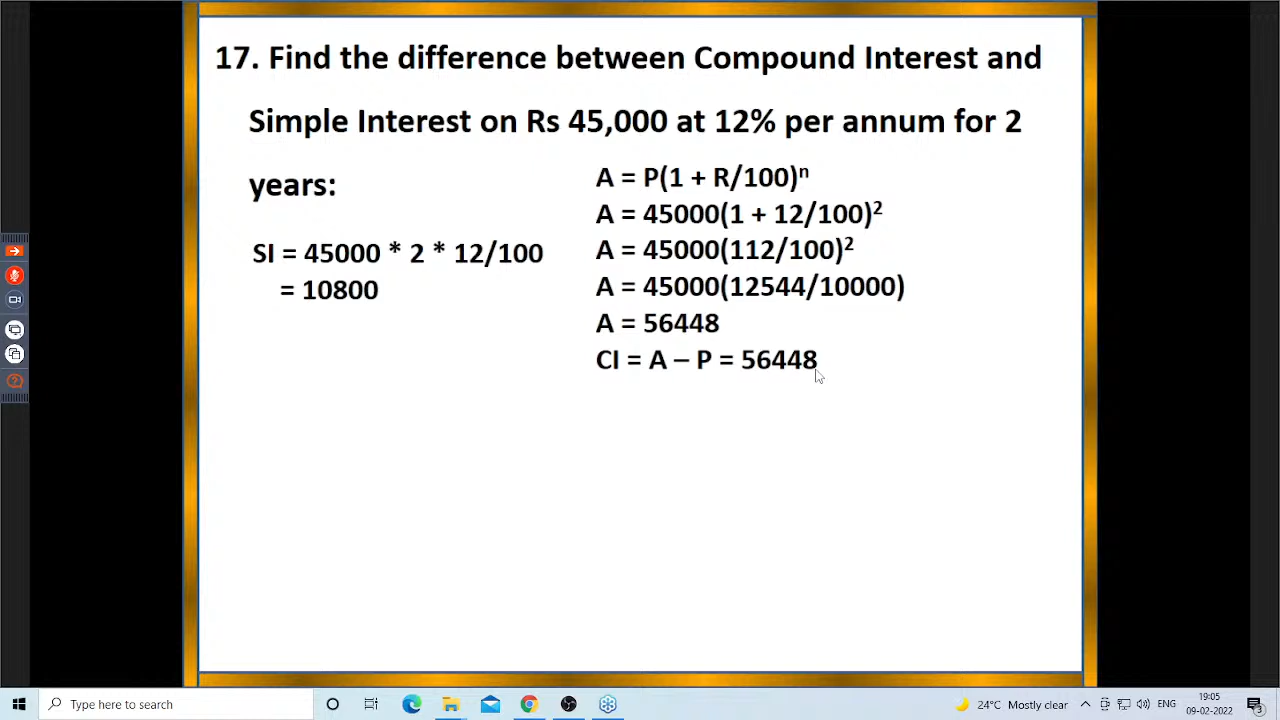 17. Find the difference between Compound Interest and
Simple Interest on Rs 45,000 at 12% per annum for 2
years:
SI = 45000 * 2 * 12/100
= 10800
A = P(1 + R/100)ⁿ
A = 45000(1 + 12/100)²
A = 45000(112/100)²
A = 45000(12544/10000)
A = 56448
CI = A – P = 56448
Type here to search
24°C Mostly clear
ENG
19:05
09-02-2022
3